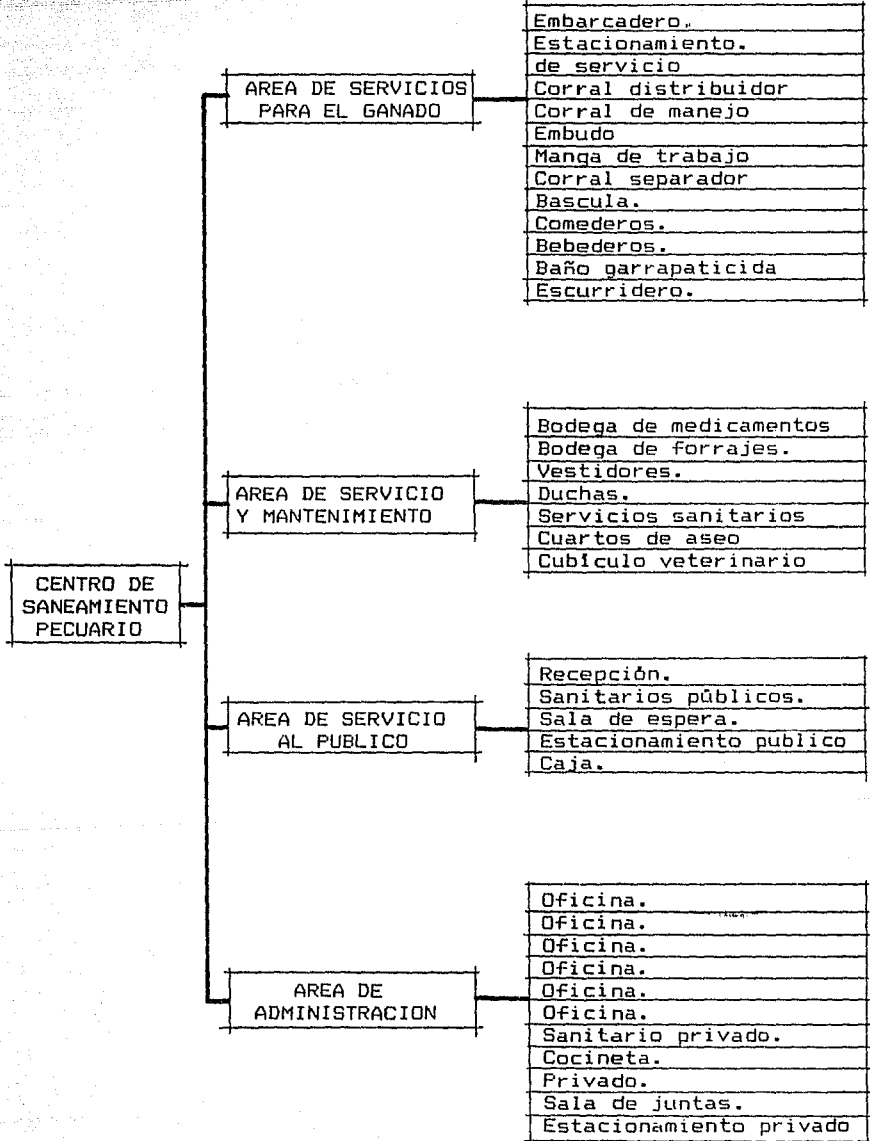 CENTRO DE
SANEAMIENTO
PECUARIO
AREA DE SERVICIOS
PARA EL GANADO
Embarcadero.
Estacionamiento.
de servicio
Corral distribuidor
Corral de manejo
Embudo
Manga de trabajo
Corral separador
Bascula.
Comederos.
Bebederos.
Baño garrapaticida
Escurridero.
AREA DE SERVICIO
Y MANTENIMIENTO
Bodega de medicamentos
Bodega de forrajes.
Vestidores.
Duchas.
Servicios sanitarios
Cuartos de aseo
Cubículo veterinario
AREA DE SERVICIO
AL PUBLICO
Recepción.
Sanitarios públicos.
Sala de espera.
Estacionamiento publico
Caja.
AREA DE
ADMINISTRACION
Oficina.
Oficina.
Oficina.
Oficina.
Oficina.
Oficina.
Sanitario privado.
Cocineta.
Privado.
Sala de juntas.
Estacionamiento privado